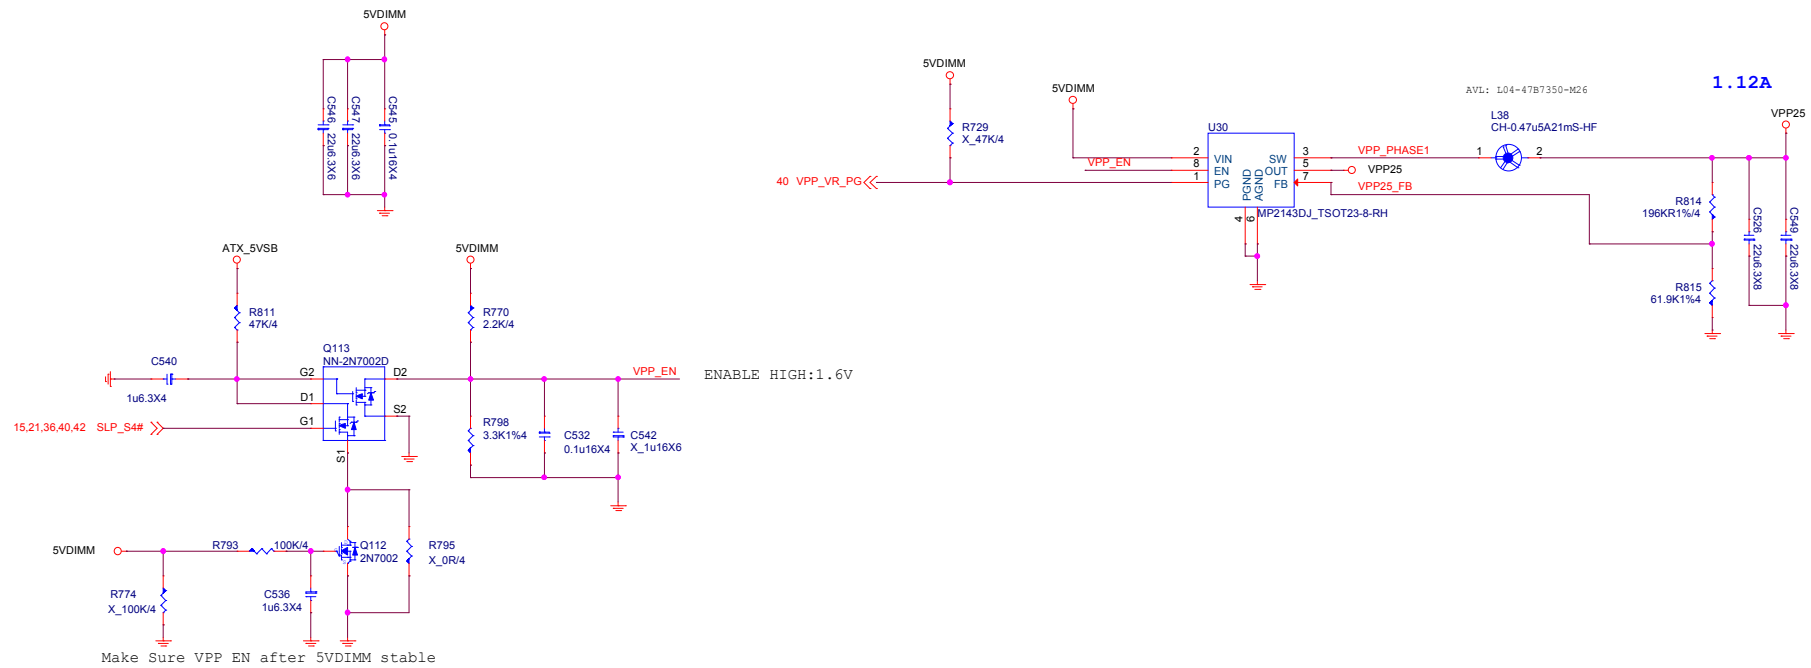 5VDIMM
C546 22u6.3X6
C547 22u6.3X6
C545 0.1u16X4
5VDIMM
R729
X_47K/4
40 VPP_VR_PG
5VDIMM
VPP_EN
U30
2 VIN
8 EN
1 PG
SW 3
OUT 5
FB 7
PGND 4
AGND 6
MP2143DJ_TSOT23-8-RH
VPP_PHASE1
VPP25
VPP25_FB
AVL: L04-47B7350-M26
L38
CH-0.47u5A21mS-HF
1 2
1.12A
VPP25
R814
196KR1%/4
R815
61.9K1%4
C526 22u6.3X8
C549 22u6.3X8
ATX_5VSB
R811
47K/4
C540
1u6.3X4
15,21,36,40,42 SLP_S4#
Q113
NN-2N7002D
G2
D1
G1
D2
S2
S1
5VDIMM
R770
2.2K/4
VPP_EN
ENABLE HIGH:1.6V
R798
3.3K1%4
C532
0.1u16X4
C542
X_1u16X6
5VDIMM
R793 100K/4
R774
X_100K/4
C536
1u6.3X4
Q112
2N7002
R795
X_0R/4
Make Sure VPP EN after 5VDIMM stable